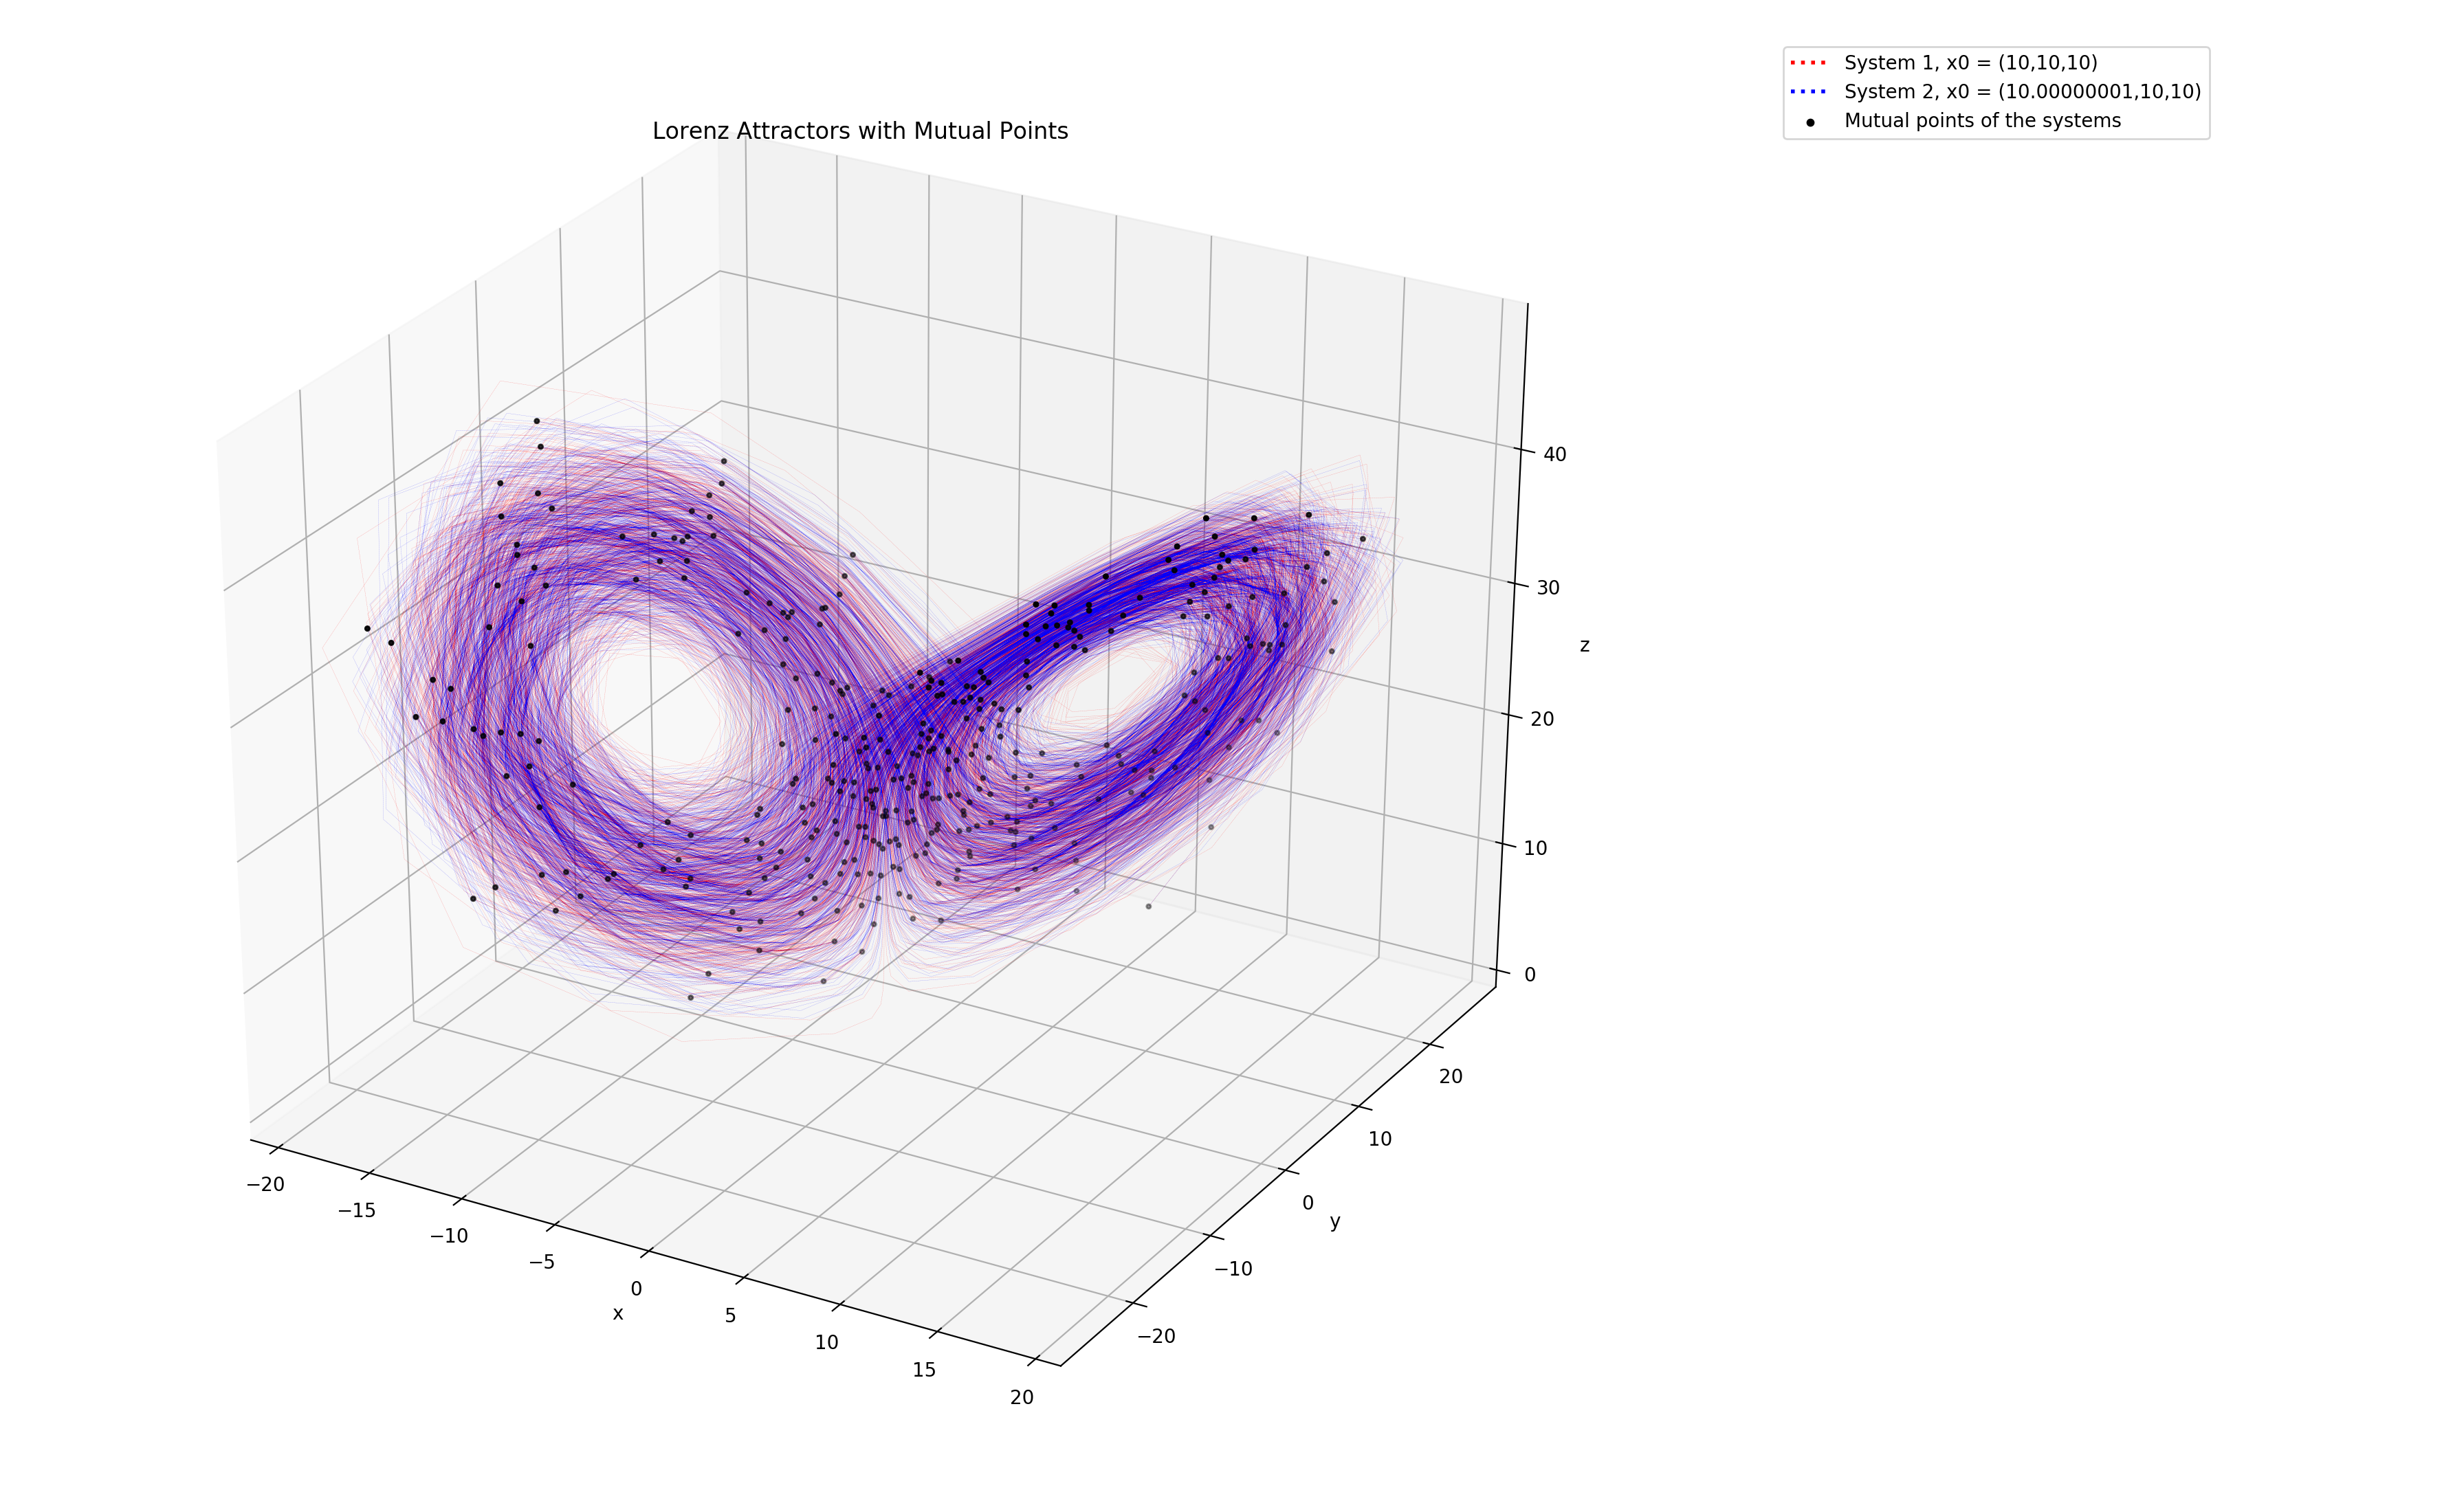 System 1, x0 = (10,10,10)
System 2, x0 = (10.00000001,10,10)
Mutual points of the systems
Lorenz Attractors with Mutual Points
40
30
20
10
0
z
20
10
0
−10
−20
y
−20
−15
−10
−5
0
5
10
15
20
x